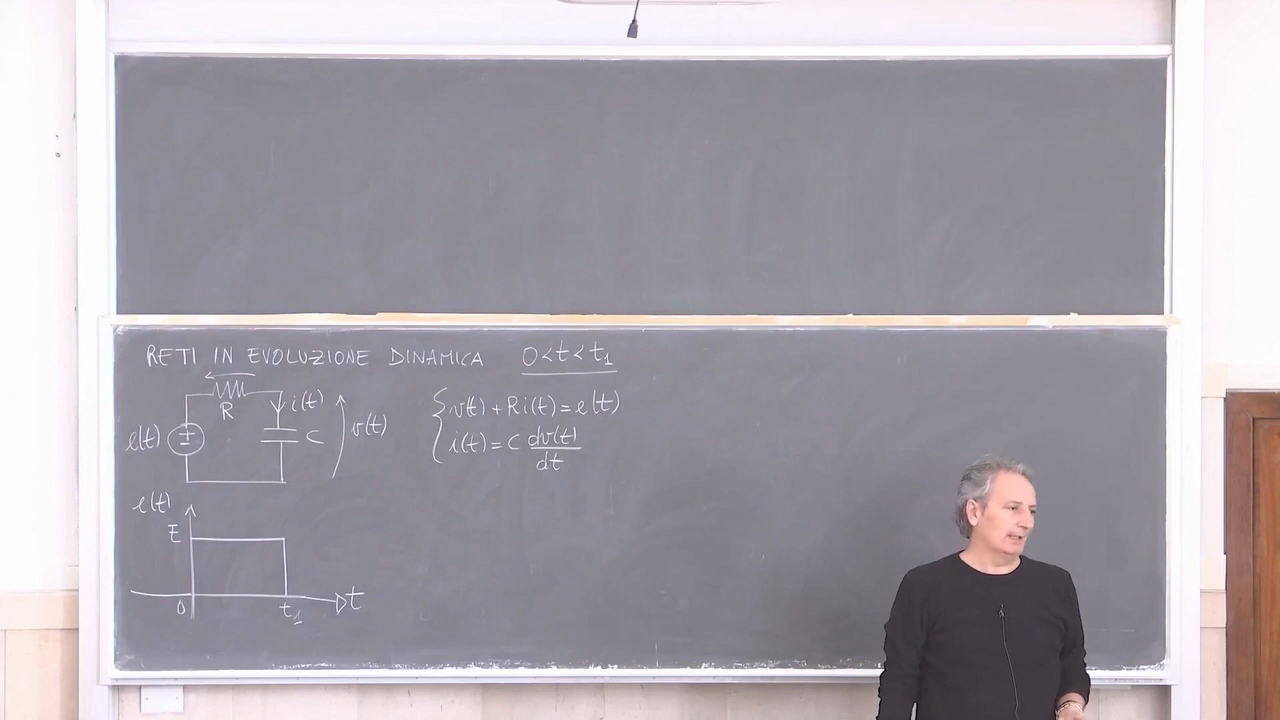 RETI IN EVOLUZIONE DINAMICA 0<t<t₁
R
i(t)
e(t)
±
C
v(t)
v(t) + Ri(t) = e(t)
i(t) = C dv(t)/dt
e(t)
E
0
t₁
t